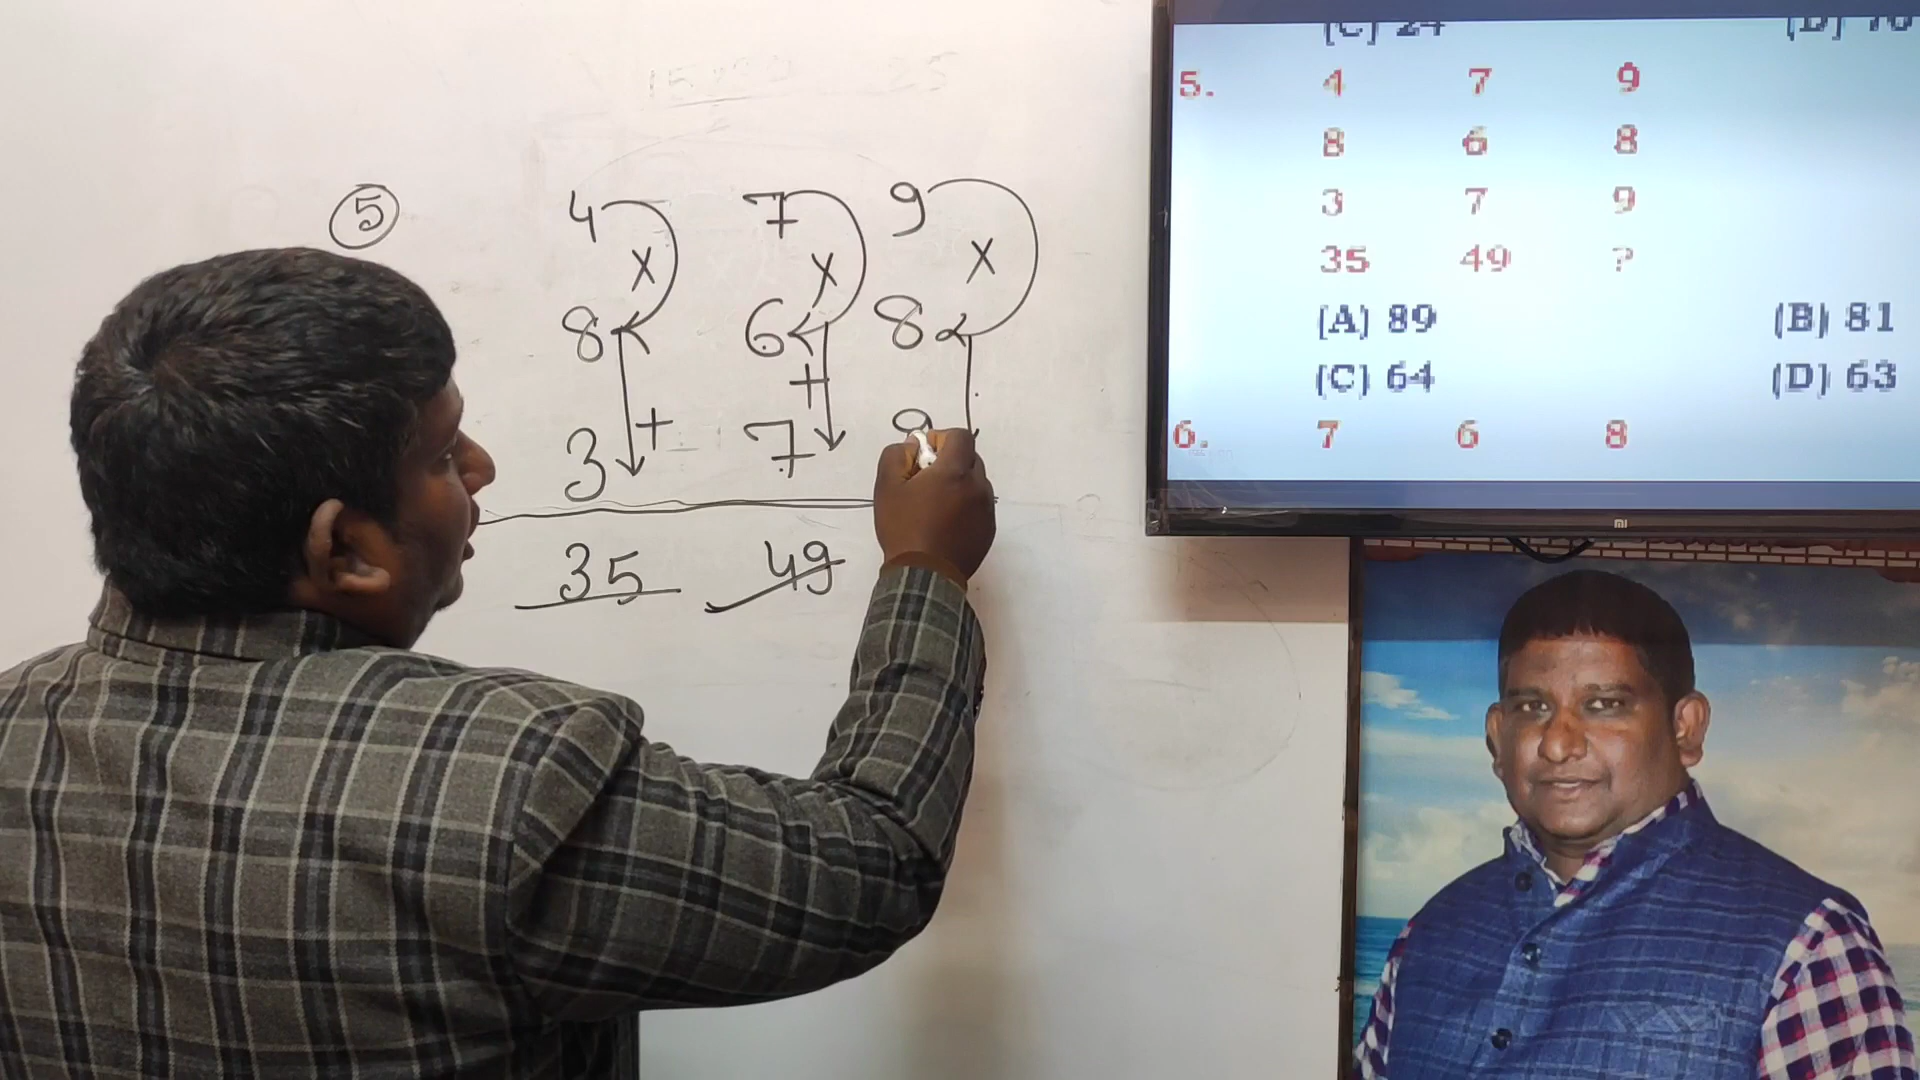 5 4 7 9
× × ×
8 6 8
+ +
3 7 9
35 49
5. 4 7 9
8 6 8
3 7 9
35 49 ?
(A) 89 (B) 81
(C) 64 (D) 63
6. 7 6 8
mi